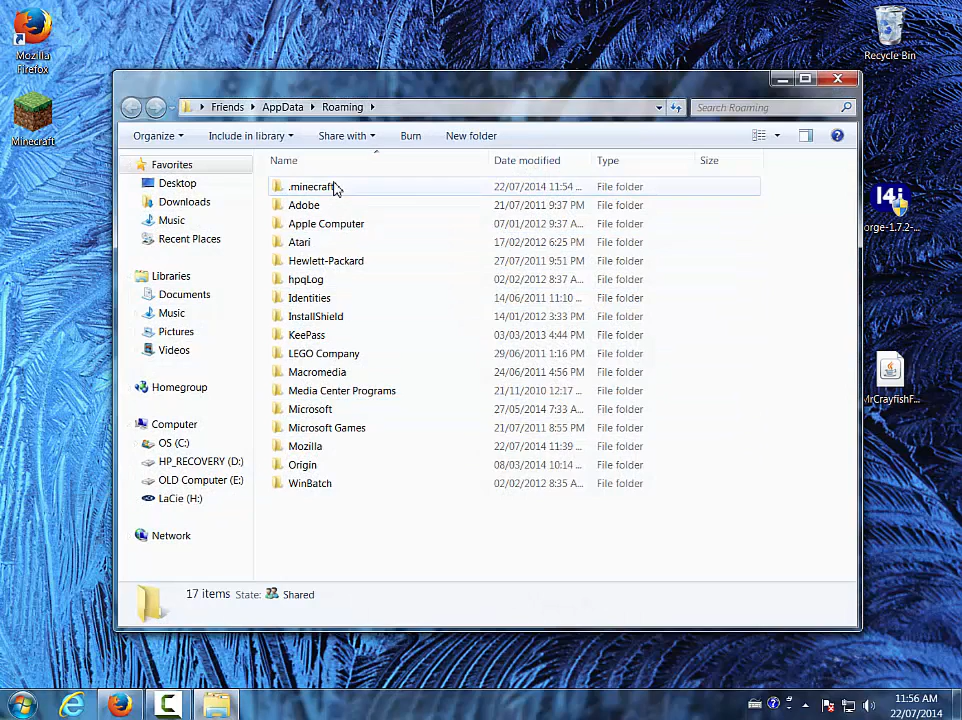 Mozilla
Firefox
Minecraft
Recycle Bin
orge-1.7.2-...
MrCrayfishF...
Friends AppData Roaming
Search Roaming
Organize Include in library Share with Burn New folder
Name Date modified Type Size
Favorites
Desktop
Downloads
Music
Recent Places
Libraries
Documents
Music
Pictures
Videos
Homegroup
Computer
OS (C:)
HP_RECOVERY (D:)
OLD Computer (E:)
LaCie (H:)
Network
.minecraft 22/07/2014 11:54 ... File folder
Adobe 21/07/2011 9:37 PM File folder
Apple Computer 07/01/2012 9:37 A... File folder
Atari 17/02/2012 6:25 PM File folder
Hewlett-Packard 27/07/2011 9:51 PM File folder
hpqLog 02/02/2012 8:37 A... File folder
Identities 14/06/2011 11:10 ... File folder
InstallShield 14/01/2012 3:33 PM File folder
KeePass 03/03/2013 4:44 PM File folder
LEGO Company 29/06/2011 1:16 PM File folder
Macromedia 24/06/2011 4:56 PM File folder
Media Center Programs 21/11/2010 12:17 ... File folder
Microsoft 27/05/2014 7:33 A... File folder
Microsoft Games 21/07/2011 8:55 PM File folder
Mozilla 22/07/2014 11:39 ... File folder
Origin 08/03/2014 10:14 ... File folder
WinBatch 02/02/2012 8:35 A... File folder
17 items State: Shared
11:56 AM
22/07/2014